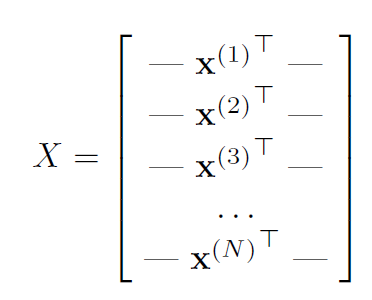 — x^(1)⊤ —
— x^(2)⊤ —
X = — x^(3)⊤ —
...
— x^(N)⊤ —